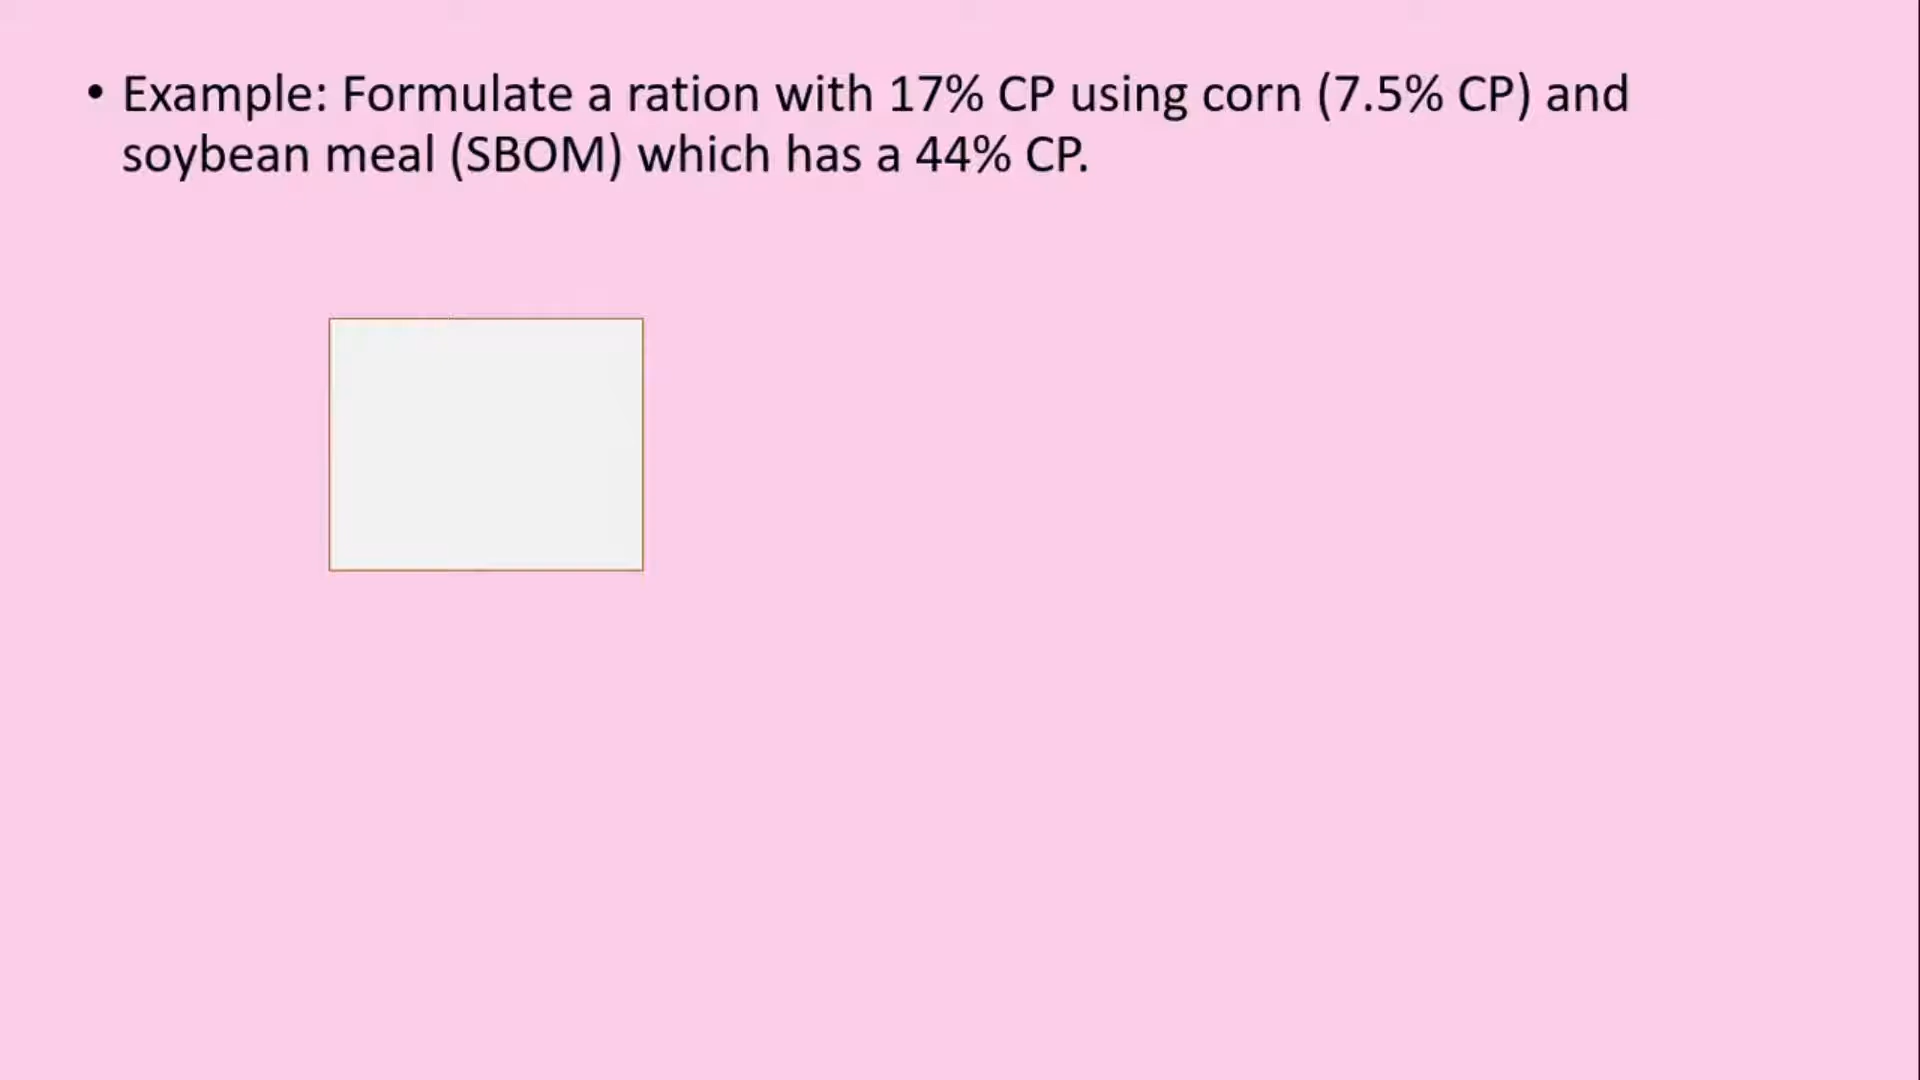 • Example: Formulate a ration with 17% CP using corn (7.5% CP) and
soybean meal (SBOM) which has a 44% CP.